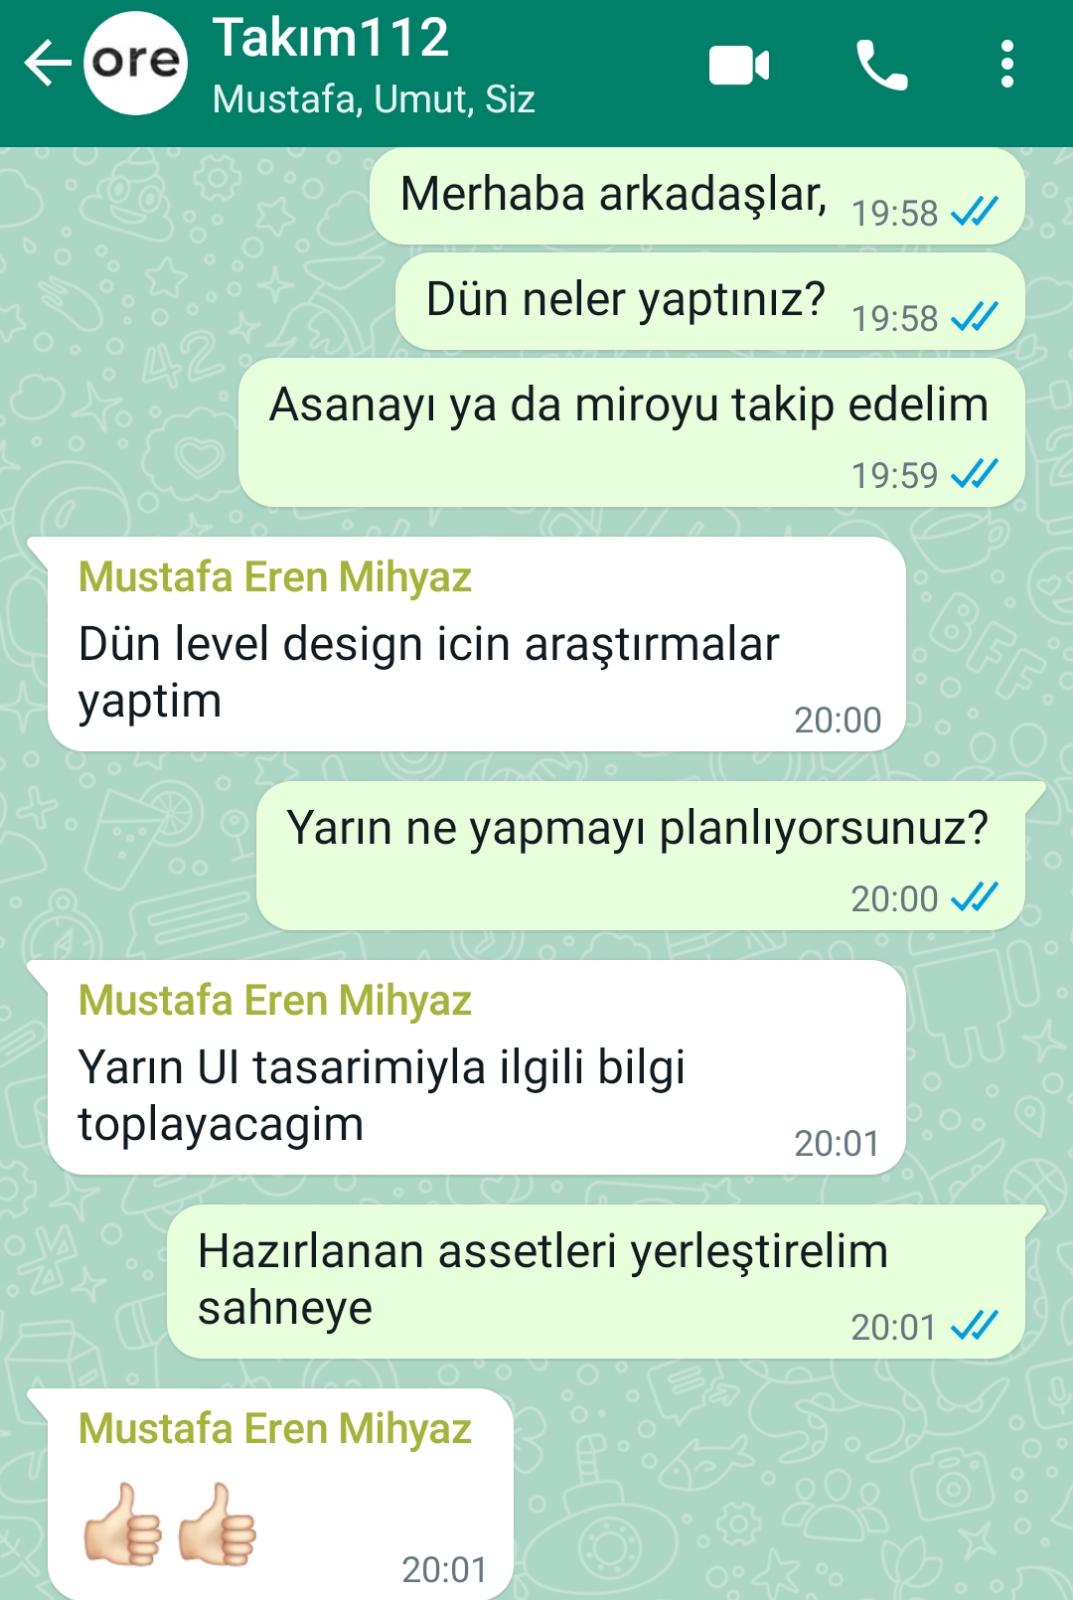 ore
Takım112
Mustafa, Umut, Siz
Merhaba arkadaşlar,
19:58
Dün neler yaptınız?
19:58
Asanayı ya da miroyu takip edelim
19:59
Mustafa Eren Mihyaz
Dün level design icin araştırmalar
yaptim
20:00
Yarın ne yapmayı planlıyorsunuz?
20:00
Mustafa Eren Mihyaz
Yarın UI tasarimiyla ilgili bilgi
toplayacagim
20:01
Hazırlanan assetleri yerleştirelim
sahneye
20:01
Mustafa Eren Mihyaz
👍🏻👍🏻
20:01